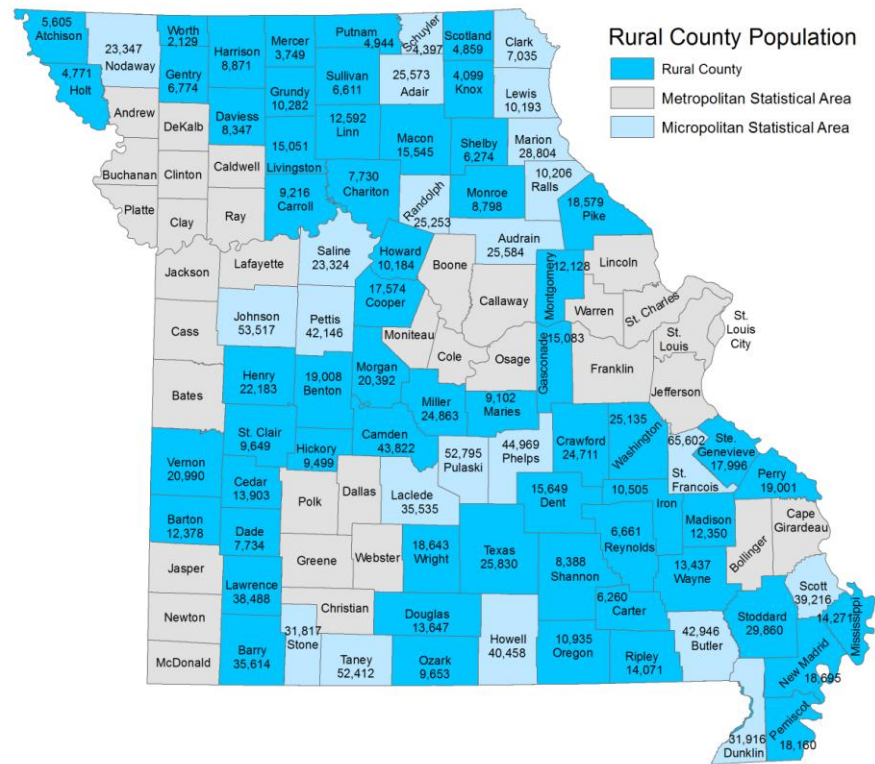 Rural County Population
Rural County
Metropolitan Statistical Area
Micropolitan Statistical Area
5,605
Atchison
23,347
Nodaway
Worth
2,129
Harrison
8,871
Mercer
3,749
Putnam
4,944
Schuyler
4,397
Scotland
4,859
Clark
7,035
4,771
Holt
Gentry
6,774
Sullivan
6,611
25,573
Adair
4,099
Knox
Lewis
10,193
Andrew
DeKalb
Daviess
8,347
Grundy
10,282
12,592
Linn
Macon
15,545
Shelby
6,274
Marion
28,804
Buchanan
Clinton
Caldwell
15,051
Livingston
7,730
Chariton
Randolph
25,253
Monroe
8,798
10,206
Ralls
18,579
Pike
Platte
Clay
Ray
9,216
Carroll
Saline
23,324
Howard
10,184
Boone
Audrain
25,584
12,128
Montgomery
Lincoln
Jackson
Lafayette
17,574
Cooper
Callaway
Warren
St. Charles
St.
Louis
City
St.
Louis
Johnson
53,517
Pettis
42,146
Moniteau
Cole
Osage
15,083
Gasconade
Franklin
Jefferson
Cass
Bates
Henry
22,183
19,008
Benton
Morgan
20,392
Miller
24,863
9,102
Maries
St. Clair
9,649
Hickory
9,499
Camden
43,822
52,795
Pulaski
44,969
Phelps
Crawford
24,711
25,135
Washington
65,602
St.
Francois
Ste.
Genevieve
17,996
Perry
19,001
Vernon
20,990
Cedar
13,903
Polk
Dallas
Laclede
35,535
15,649
Dent
10,505
Iron
Madison
12,350
Bollinger
Cape
Girardeau
Barton
12,378
Dade
7,734
Greene
Webster
18,643
Wright
Texas
25,830
8,388
Shannon
6,661
Reynolds
13,437
Wayne
Jasper
Lawrence
38,488
Christian
Douglas
13,647
6,260
Carter
Stoddard
29,860
Scott
39,216
14,271
Mississippi
Newton
McDonald
Barry
35,614
31,817
Stone
Taney
52,412
Ozark
9,653
Howell
40,458
10,935
Oregon
Ripley
14,071
42,946
Butler
New Madrid
18,695
31,916
Dunklin
Pemiscot
18,160